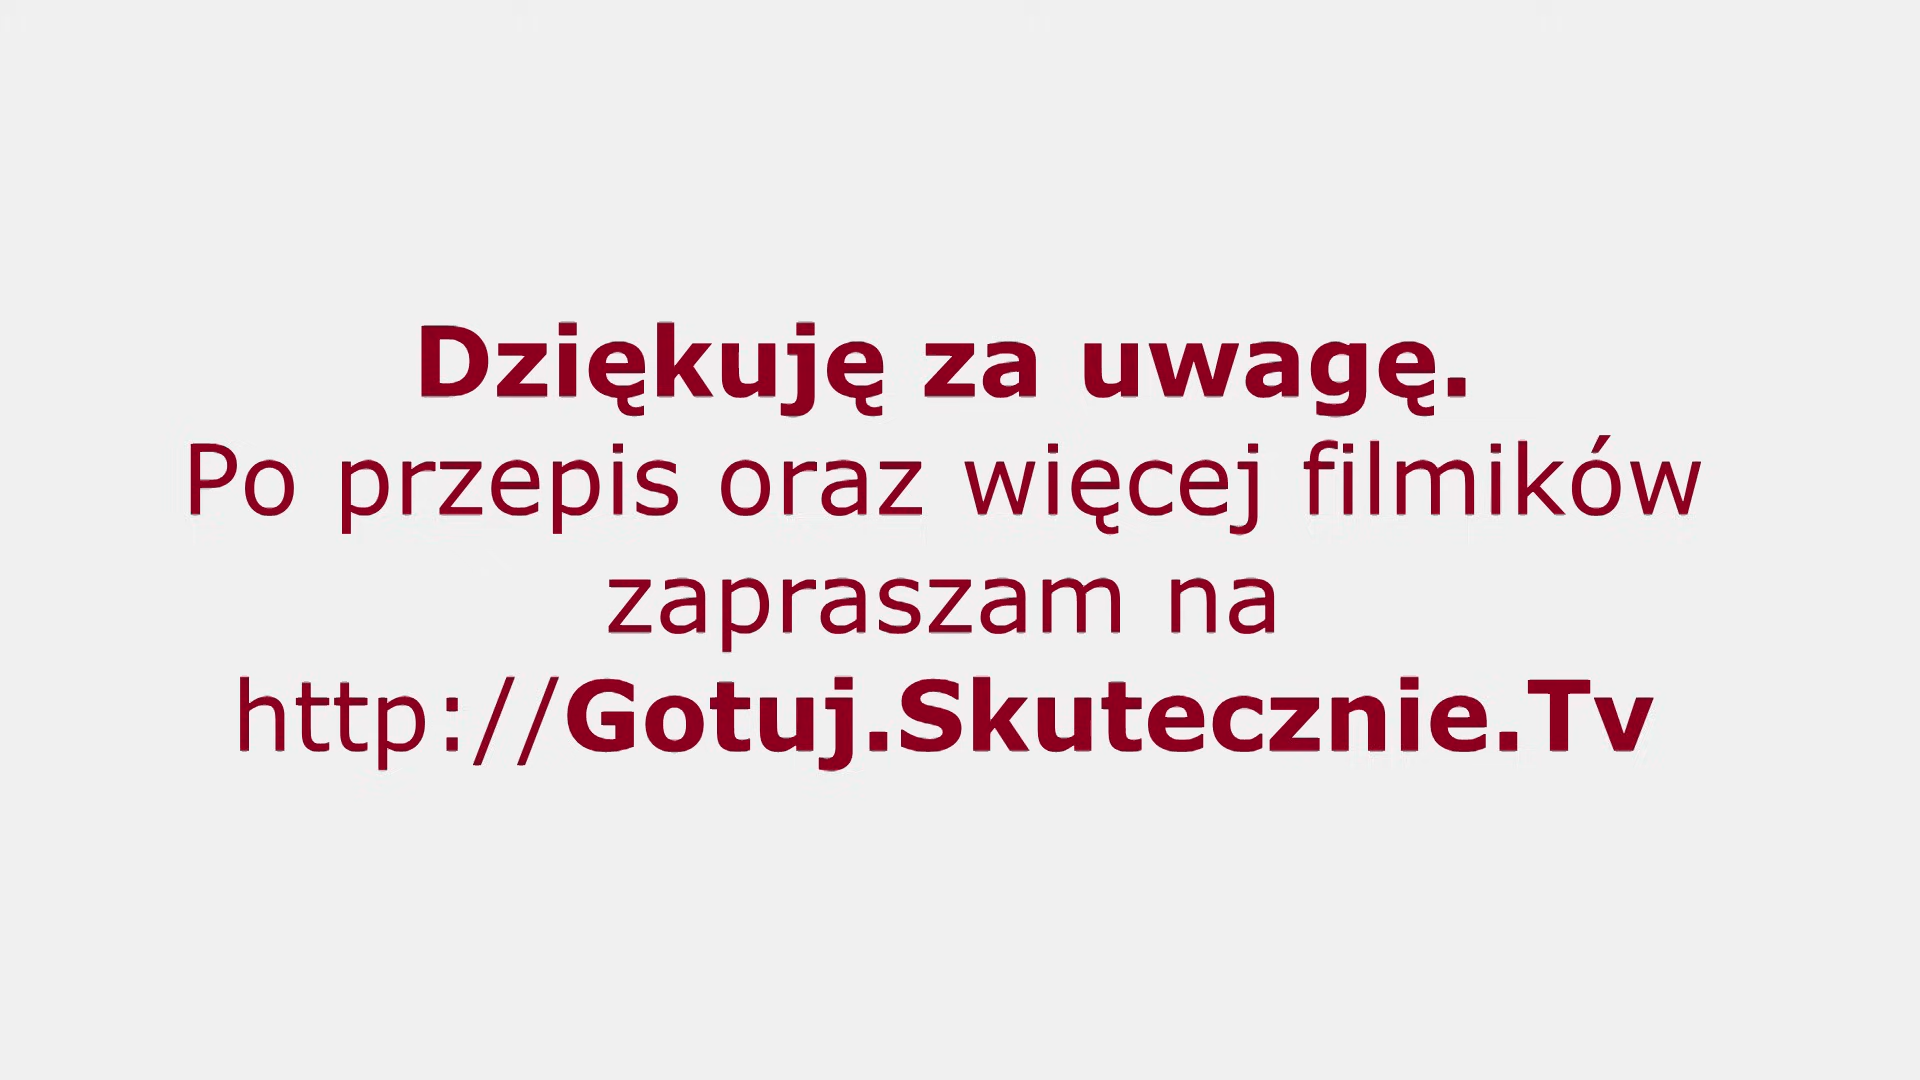 Dziękuję za uwagę.
Po przepis oraz więcej filmików
zapraszam na
http://Gotuj.Skutecznie.Tv